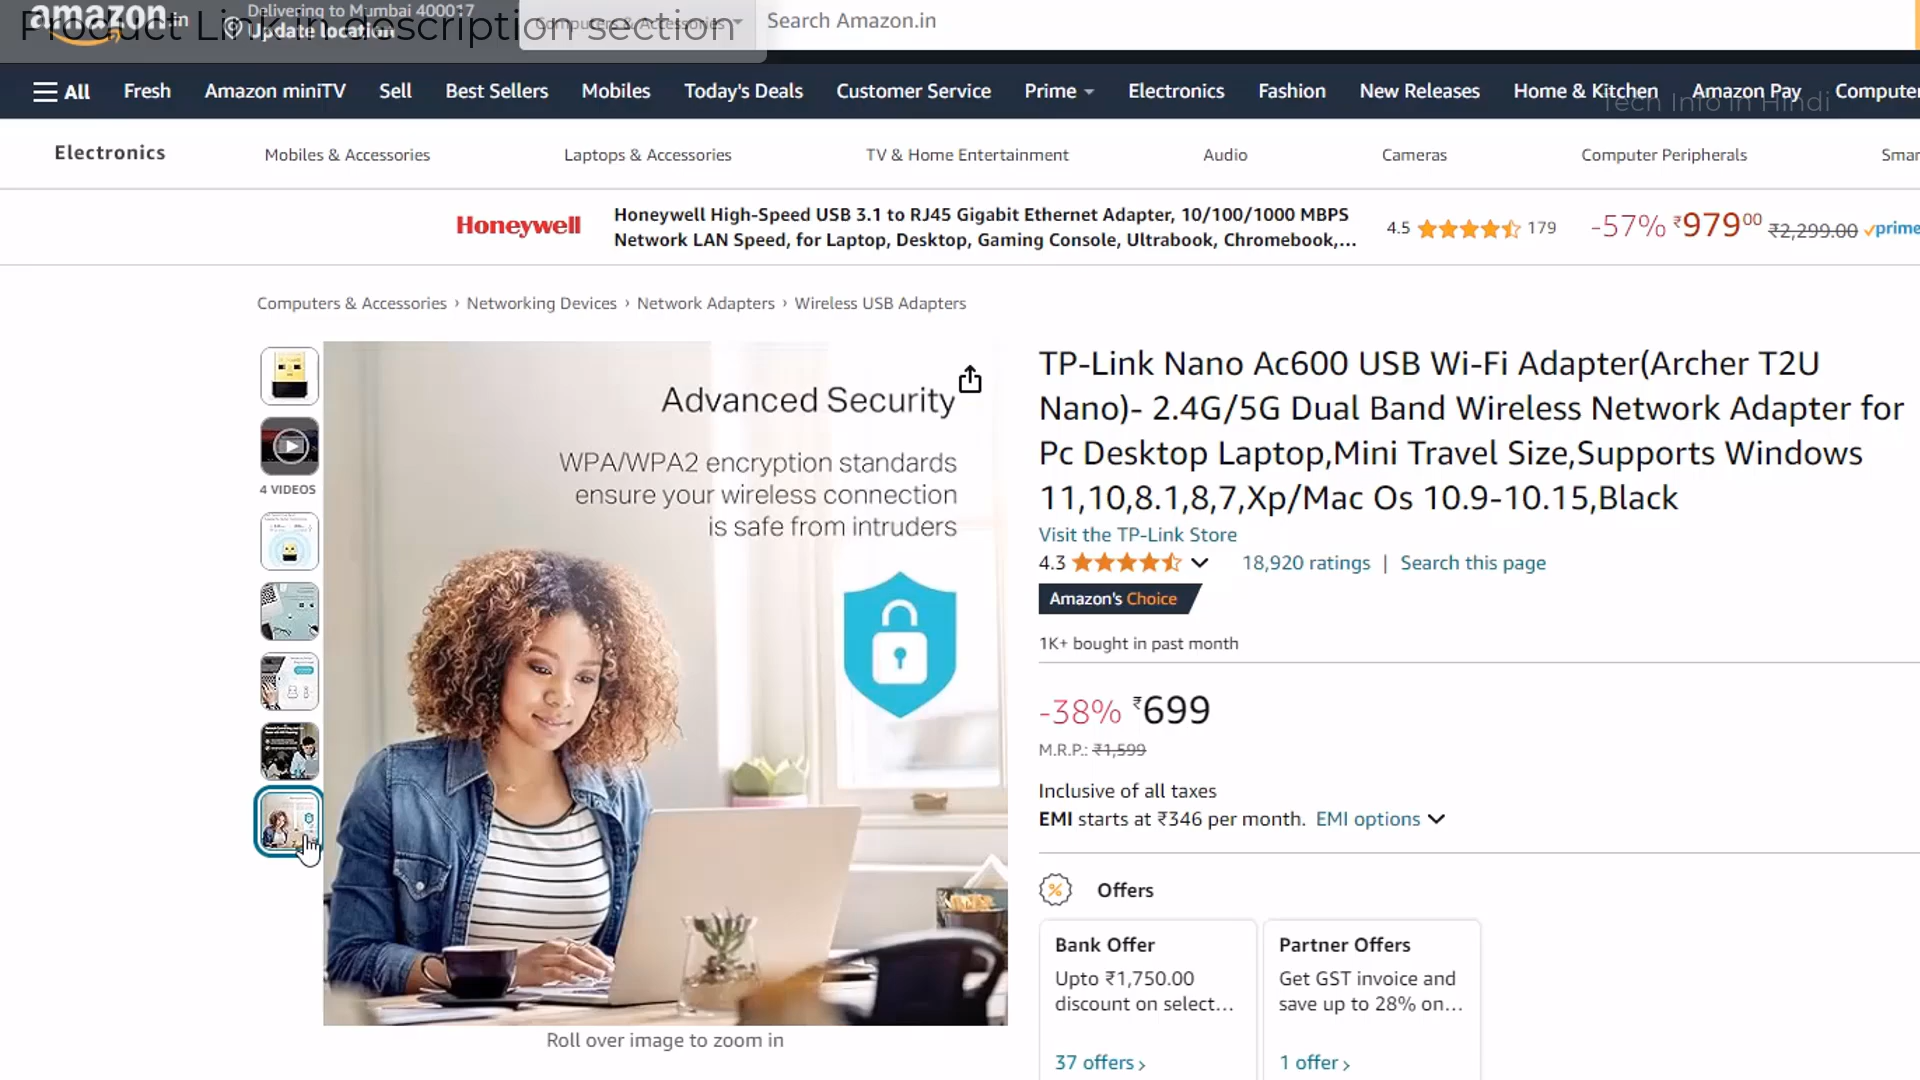 amazon.in
Delivering to Mumbai 400017
Update location
Computers & Accessories
Search Amazon.in
Product Link in description section
All Fresh Amazon miniTV Sell Best Sellers Mobiles Today's Deals Customer Service Prime Electronics Fashion New Releases Home & Kitchen Amazon Pay Computer
Tech Info in Hindi
Electronics Mobiles & Accessories Laptops & Accessories TV & Home Entertainment Audio Cameras Computer Peripherals Smar
Honeywell
Honeywell High-Speed USB 3.1 to RJ45 Gigabit Ethernet Adapter, 10/100/1000 MBPS
Network LAN Speed, for Laptop, Desktop, Gaming Console, Ultrabook, Chromebook,...
4.5 179 -57% ₹97900 ₹2,299.00 prime
Computers & Accessories › Networking Devices › Network Adapters › Wireless USB Adapters
4 VIDEOS
Advanced Security
WPA/WPA2 encryption standards
ensure your wireless connection
is safe from intruders
Roll over image to zoom in
TP-Link Nano Ac600 USB Wi-Fi Adapter(Archer T2U
Nano)- 2.4G/5G Dual Band Wireless Network Adapter for
Pc Desktop Laptop,Mini Travel Size,Supports Windows
11,10,8.1,8,7,Xp/Mac Os 10.9-10.15,Black
Visit the TP-Link Store
4.3 18,920 ratings | Search this page
Amazon's Choice
1K+ bought in past month
-38% ₹699
M.R.P.: ₹1,599
Inclusive of all taxes
EMI starts at ₹346 per month. EMI options
Offers
Bank Offer
Upto ₹1,750.00
discount on select...
37 offers ›
Partner Offers
Get GST invoice and
save up to 28% on...
1 offer ›